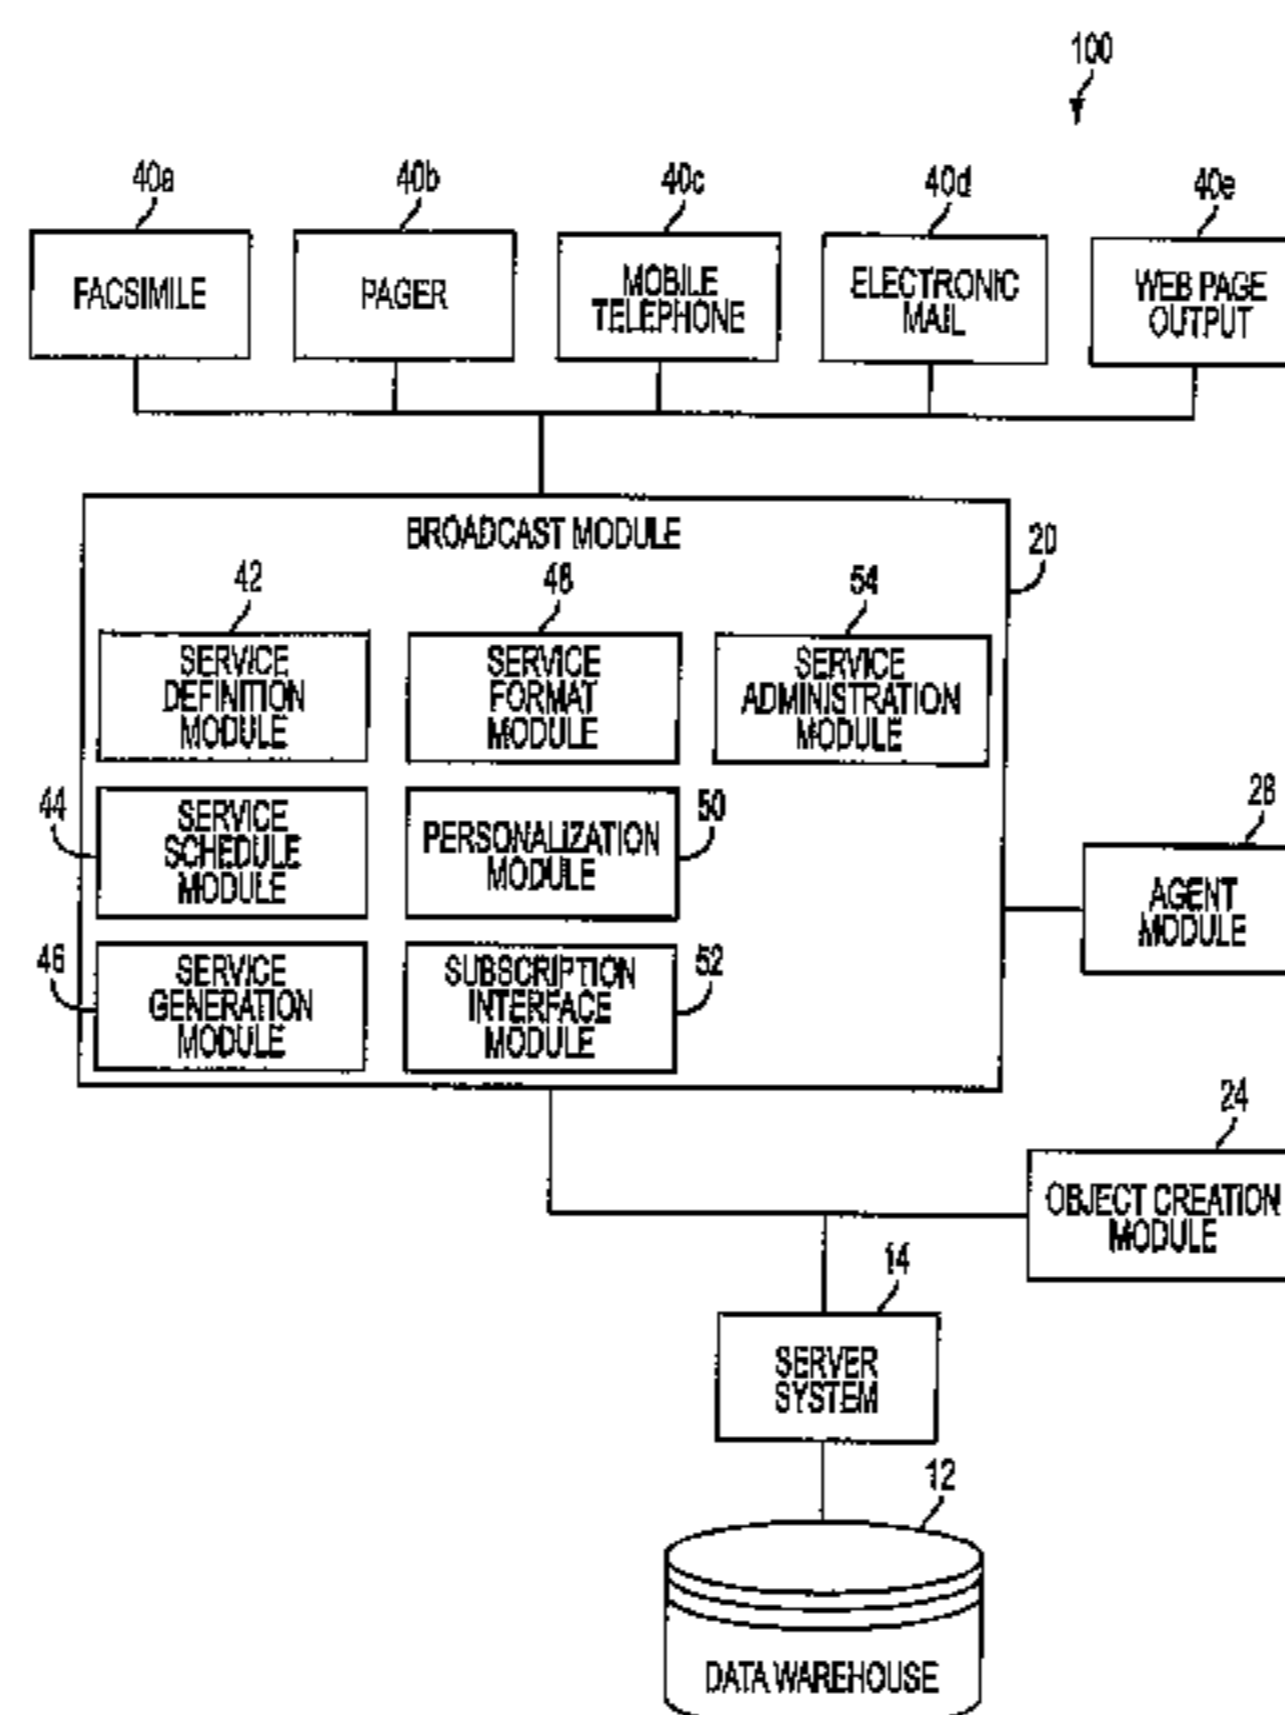 100
40a
40b
40c
40d
40e
FACSIMILE
PAGER
MOBILE
TELEPHONE
ELECTRONIC
MAIL
WEB PAGE
OUTPUT
BROADCAST MODULE
20
42
48
54
SERVICE
DEFINITION
MODULE
SERVICE
FORMAT
MODULE
SERVICE
ADMINISTRATION
MODULE
44
SERVICE
SCHEDULE
MODULE
PERSONALIZATION
MODULE
50
28
AGENT
MODULE
46
SERVICE
GENERATION
MODULE
SUBSCRIPTION
INTERFACE
MODULE
52
24
OBJECT CREATION
MODULE
14
SERVER
SYSTEM
12
DATA WAREHOUSE